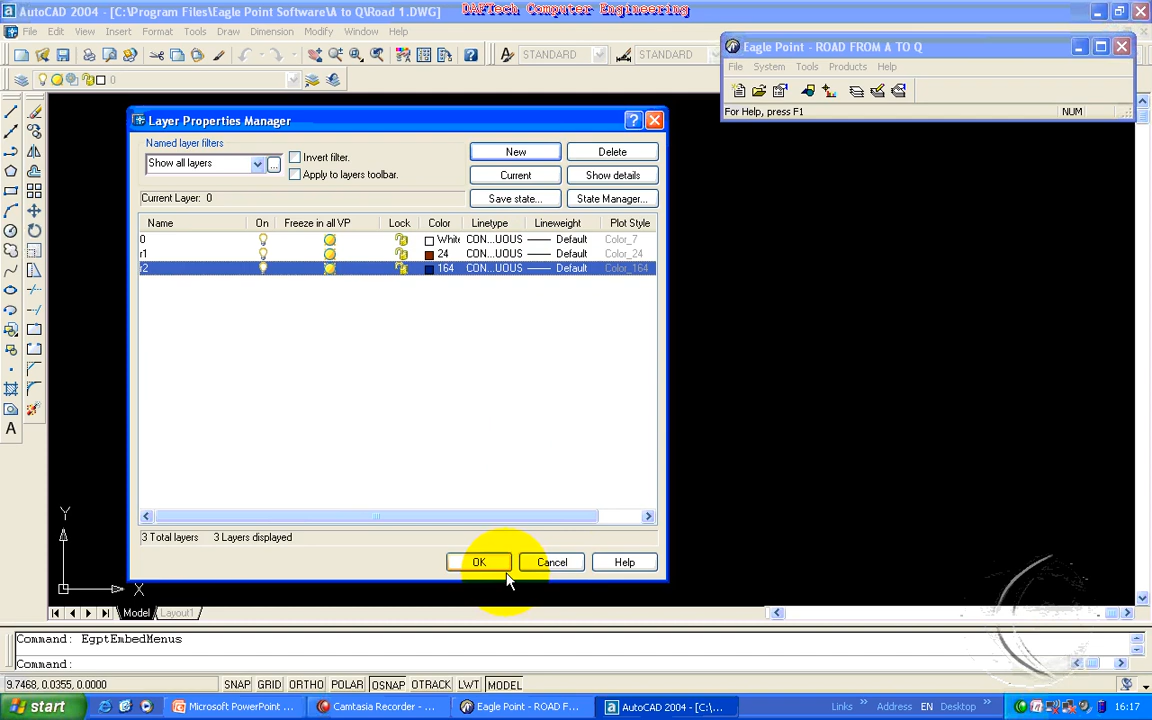 AutoCAD 2004 - [C:\Program Files\Eagle Point Software\A to Q\Road 1.DWG]
DAFTech Computer Engineering
File Edit View Insert Format Tools Draw Dimension Modify Window Help
Eagle Point - ROAD FROM A TO Q
File System Tools Products Help
STANDARD
STANDARD
0
For Help, press F1
NUM
Layer Properties Manager
Named layer filters
Show all layers
...
Invert filter.
Apply to layers toolbar.
New
Delete
Current
Show details
Save state...
State Manager...
Current Layer: 0
Name On Freeze in all VP Lock Color Linetype Lineweight Plot Style
0 White CON...UOUS Default Color_7
r1 24 CON...UOUS Default Color_24
r2 164 CON...UOUS Default Color_164
3 Total layers 3 Layers displayed
OK Cancel Help
Y
X
A
Model Layout1
Command: EgptEmbedMenus
Command:
9.7468, 0.0355, 0.0000 SNAP GRID ORTHO POLAR OSNAP OTRACK LWT MODEL
start Microsoft PowerPoint ... Camtasia Recorder - ... Eagle Point - ROAD F... AutoCAD 2004 - [C:\... Links Address EN Desktop 16:17